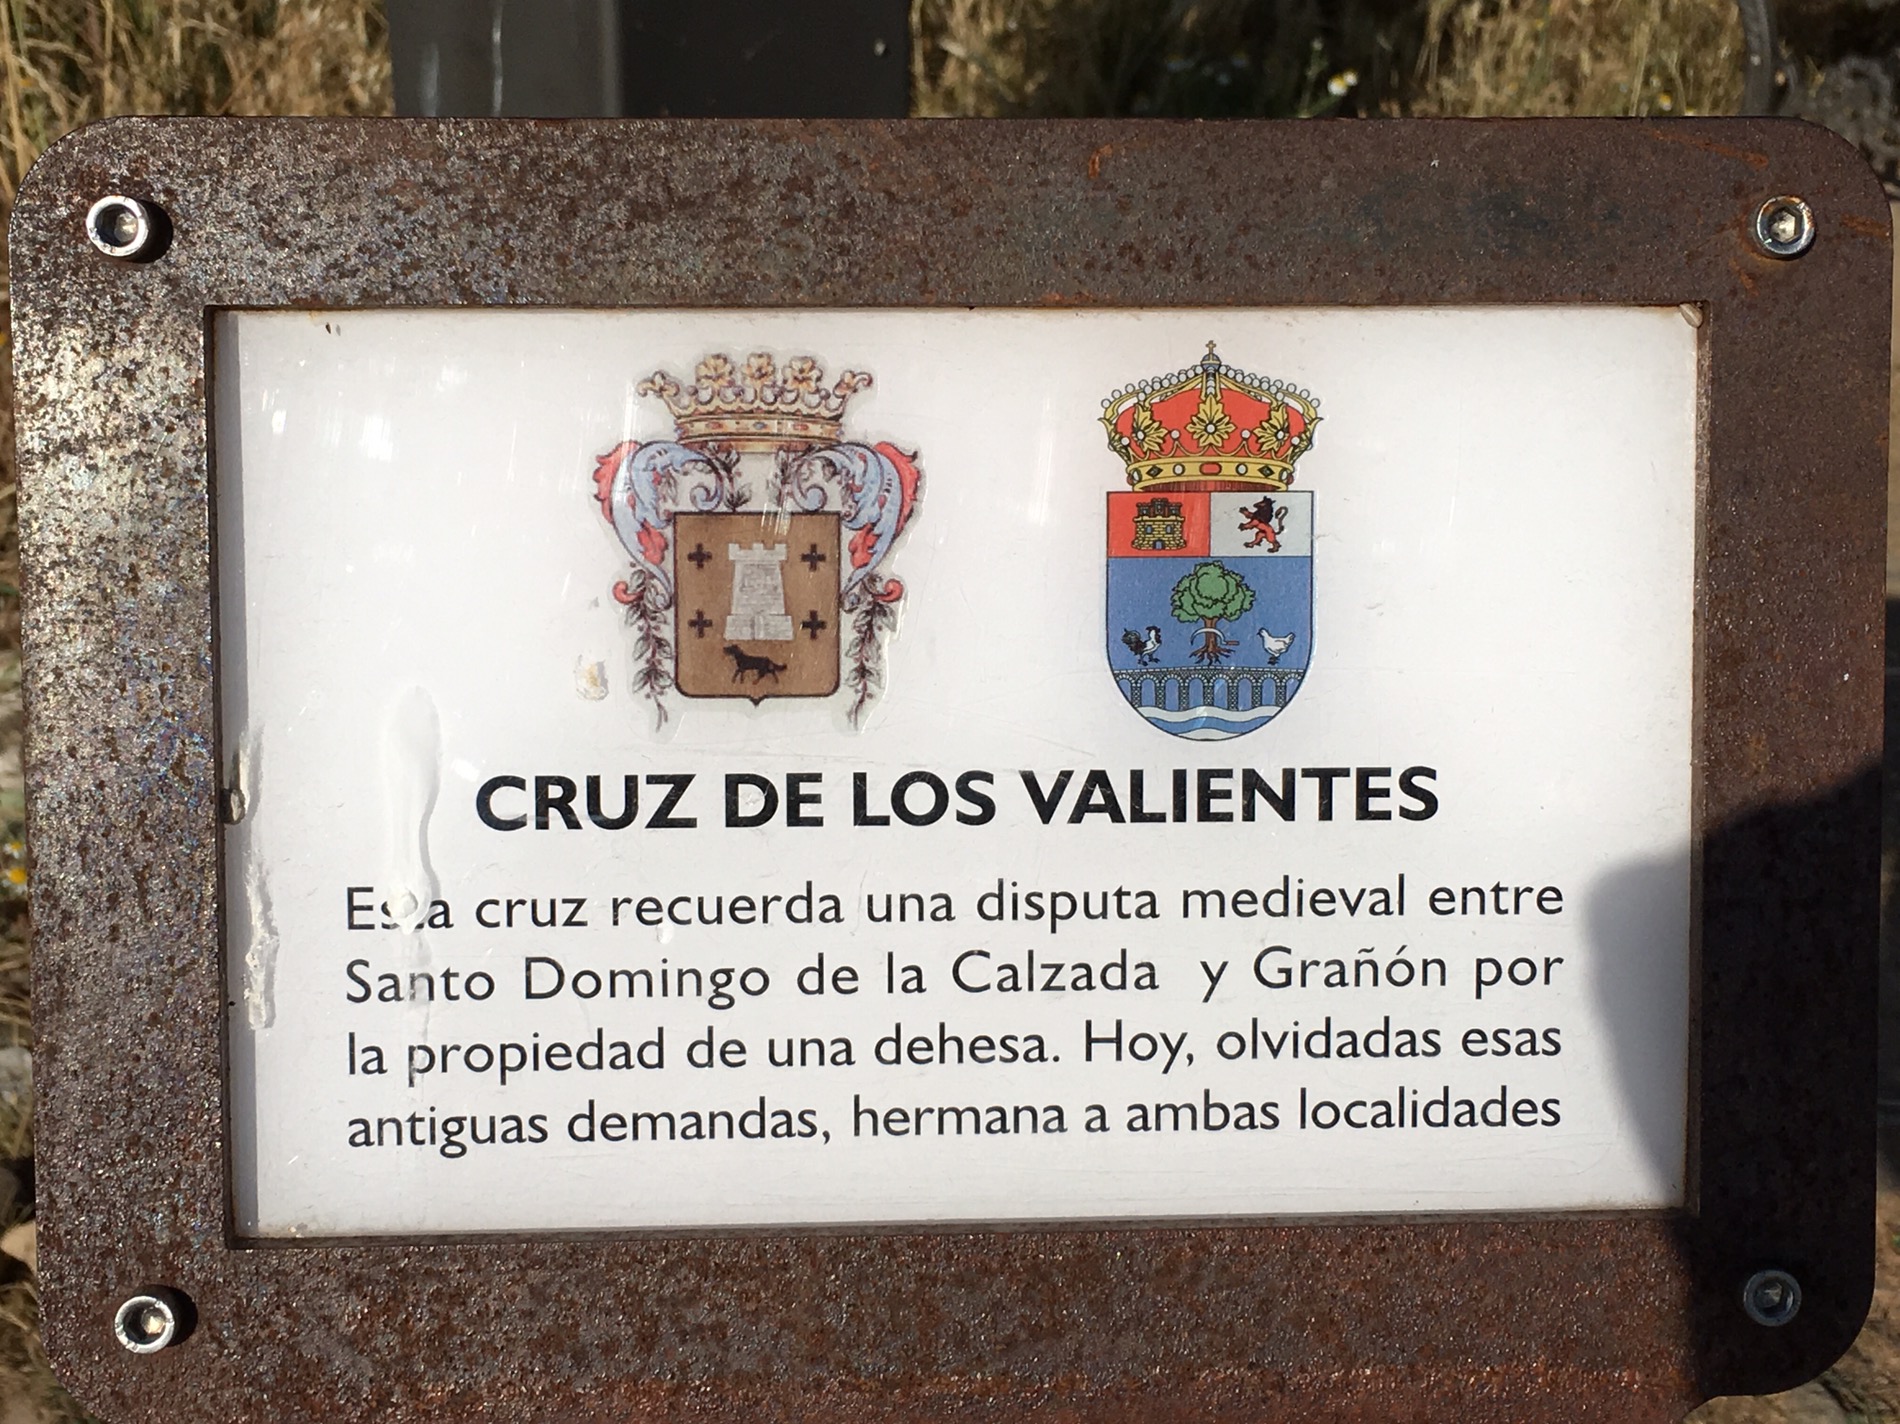 CRUZ DE LOS VALIENTES
Esta cruz recuerda una disputa medieval entre
Santo Domingo de la Calzada y Grañón por
la propiedad de una dehesa. Hoy, olvidadas esas
antiguas demandas, hermana a ambas localidades